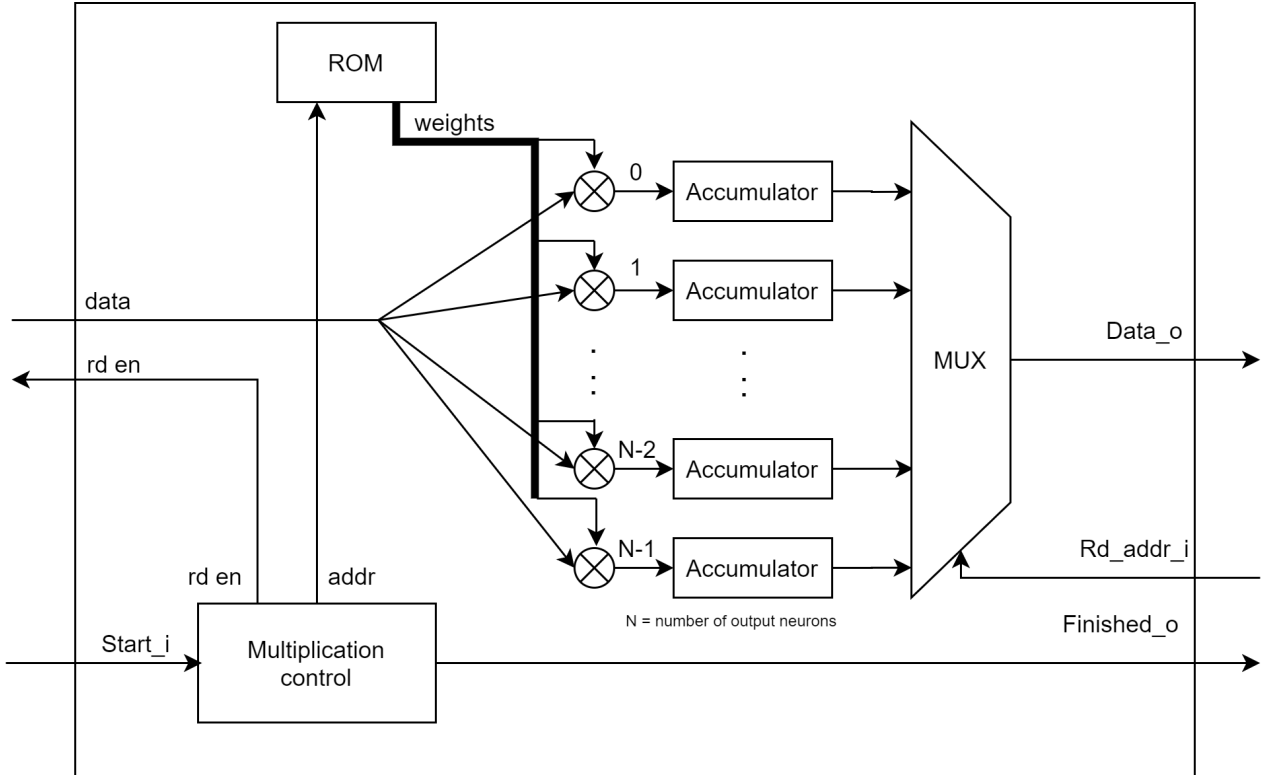 ROM
weights
0
Accumulator
1
Accumulator
data
Data_o
rd en
MUX
N-2
Accumulator
N-1
Accumulator
Rd_addr_i
rd en
addr
N = number of output neurons
Finished_o
Start_i
Multiplication
control